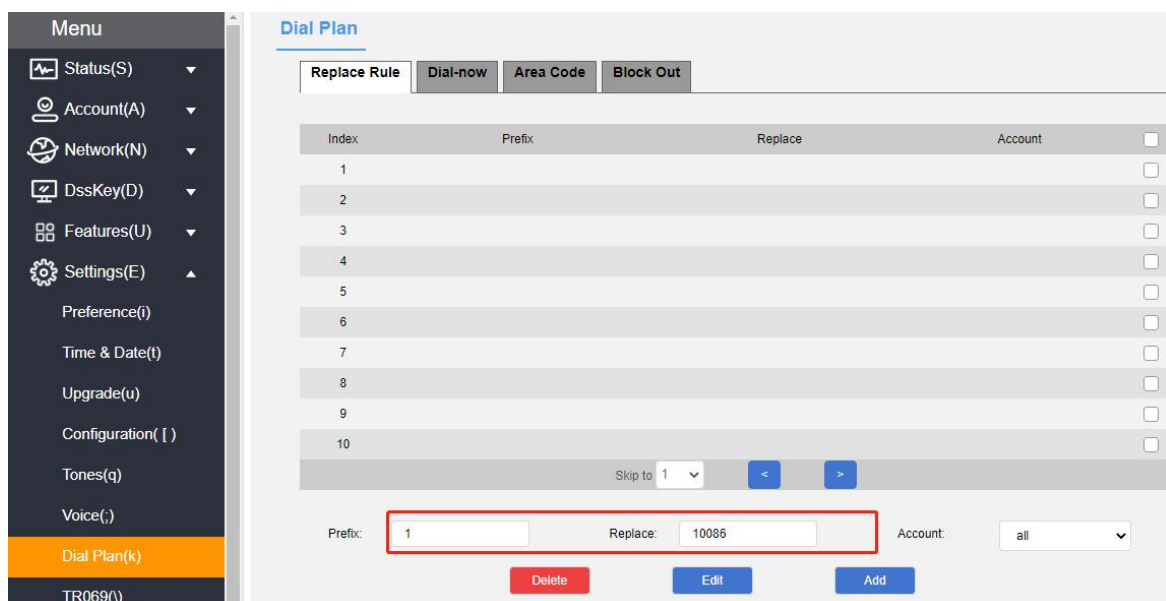 Menu
Status(S)
Account(A)
Network(N)
DssKey(D)
Features(U)
Settings(E)
Preference(i)
Time & Date(t)
Upgrade(u)
Configuration( [ )
Tones(q)
Voice(;)
Dial Plan(k)
TR069(\)
Dial Plan
Replace Rule Dial-now Area Code Block Out
Index Prefix Replace Account
1
2
3
4
5
6
7
8
9
10
Skip to 1 < >
Prefix: 1 Replace: 10086 Account: all
Delete Edit Add